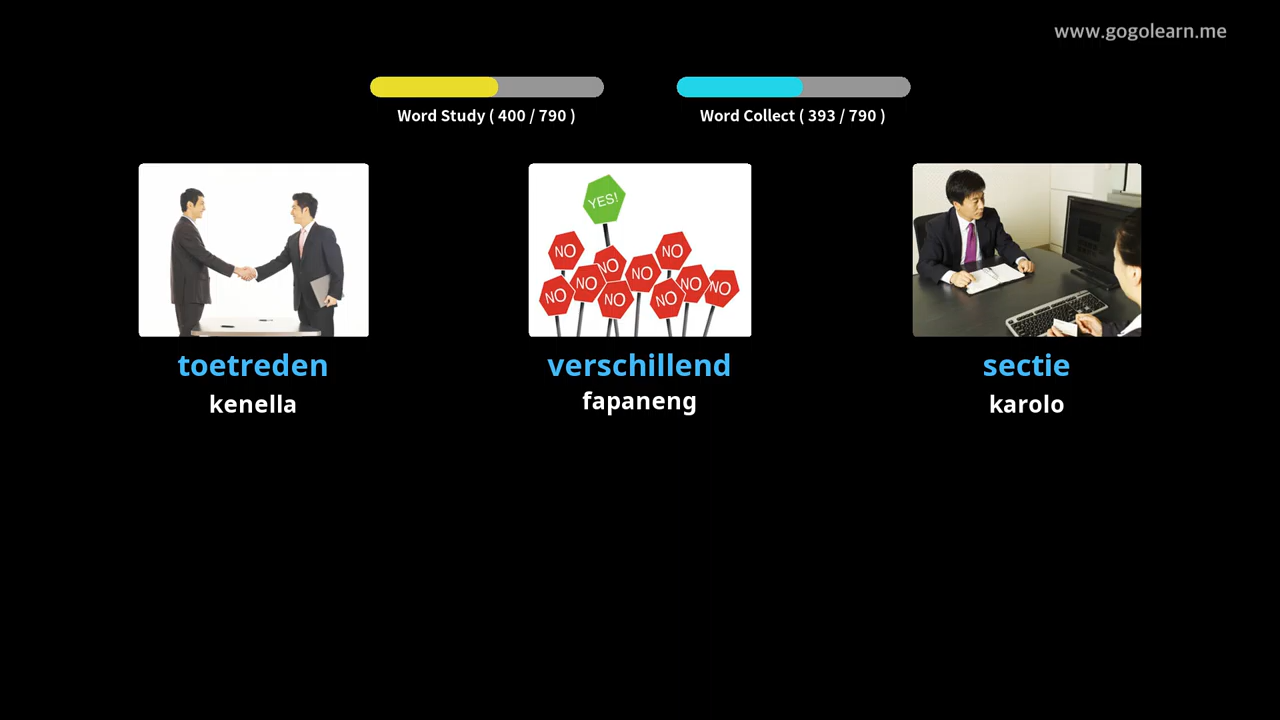 www.gogolearn.me
Word Study ( 400 / 790 )
Word Collect ( 393 / 790 )
YES!
NO
NO
NO
NO
NO
NO
NO
NO
NO
NO
toetreden
verschillend
sectie
kenella
fapaneng
karolo